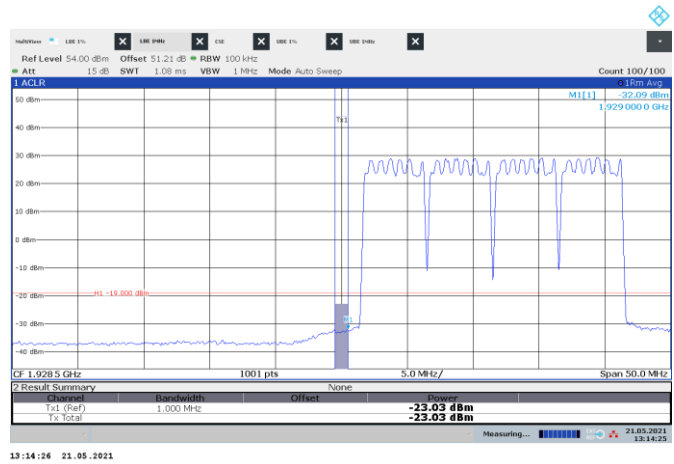 MultiView LBE 1% X LBE 1MHz X ESE X UBE 1% X UBE 1MHz X
Ref Level 54.00 dBm Offset 51.21 dB RBW 100 kHz
Att 15 dB SWT 1.08 ms VBW 1 MHz Mode Auto Sweep Count 100/100
1 ACLR 1Rm Avg
M1[1] -32.09 dBm
1.929 000 0 GHz
50 dBm
Tx1
40 dBm
30 dBm
20 dBm
10 dBm
0 dBm
-10 dBm
H1 -19.000 dBm
-20 dBm
M1
-30 dBm
-40 dBm
CF 1.9285 GHz 1001 pts 5.0 MHz/ Span 50.0 MHz
2 Result Summary None
Channel Bandwidth Offset Power
Tx1 (Ref) 1.000 MHz -23.03 dBm
Tx Total -23.03 dBm
Measuring... 21.05.2021
13:14:25
13:14:26 21.05.2021